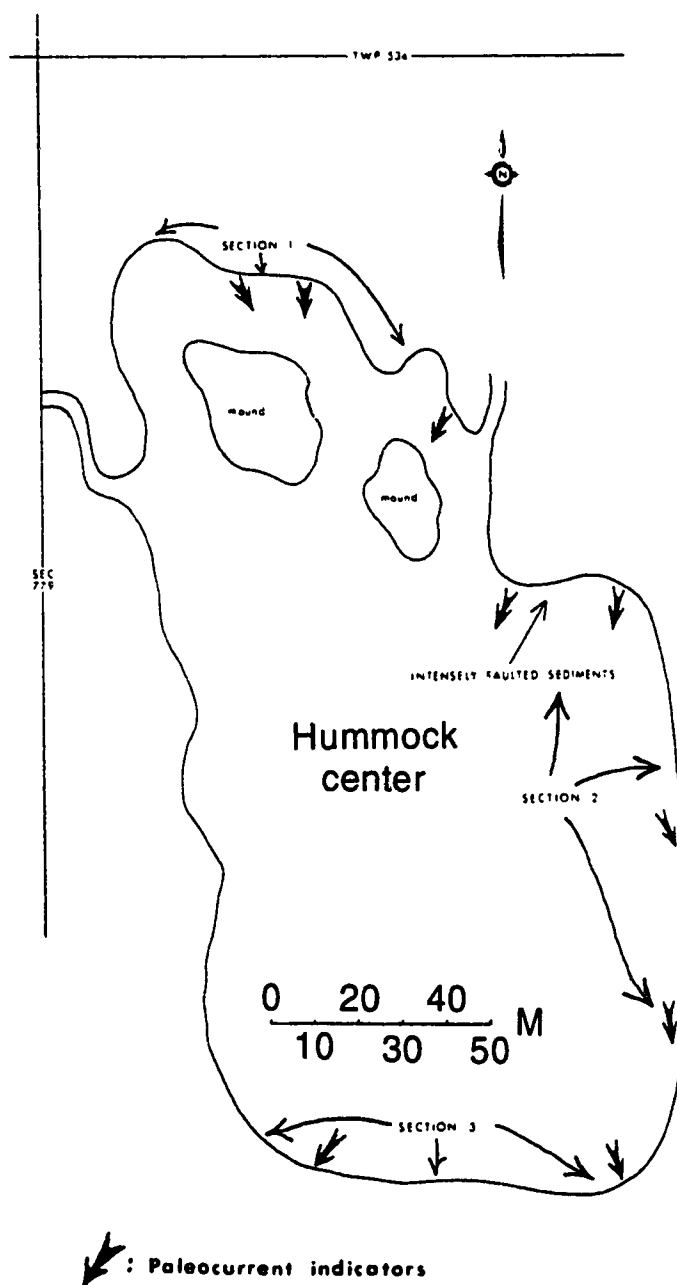 TWP 534
N
SECTION 1
mound
mound
SEC
779
INTENSELY FAULTED SEDIMENTS
Hummock
center
SECTION 2
0 20 40
M
10 30 50
SECTION 3
: Paleocurrent indicators